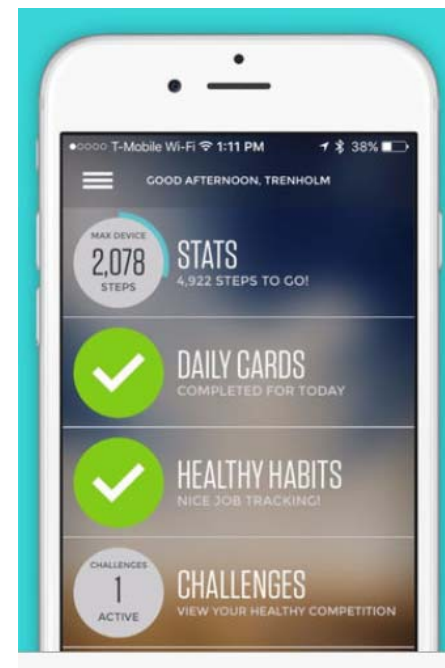 T-Mobile Wi-Fi 1:11 PM 38%
GOOD AFTERNOON, TRENHOLM
MAX DEVICE
2,078
STEPS
STATS
4,922 STEPS TO GO!
DAILY CARDS
COMPLETED FOR TODAY
HEALTHY HABITS
NICE JOB TRACKING!
CHALLENGES
1
ACTIVE
CHALLENGES
VIEW YOUR HEALTHY COMPETITION